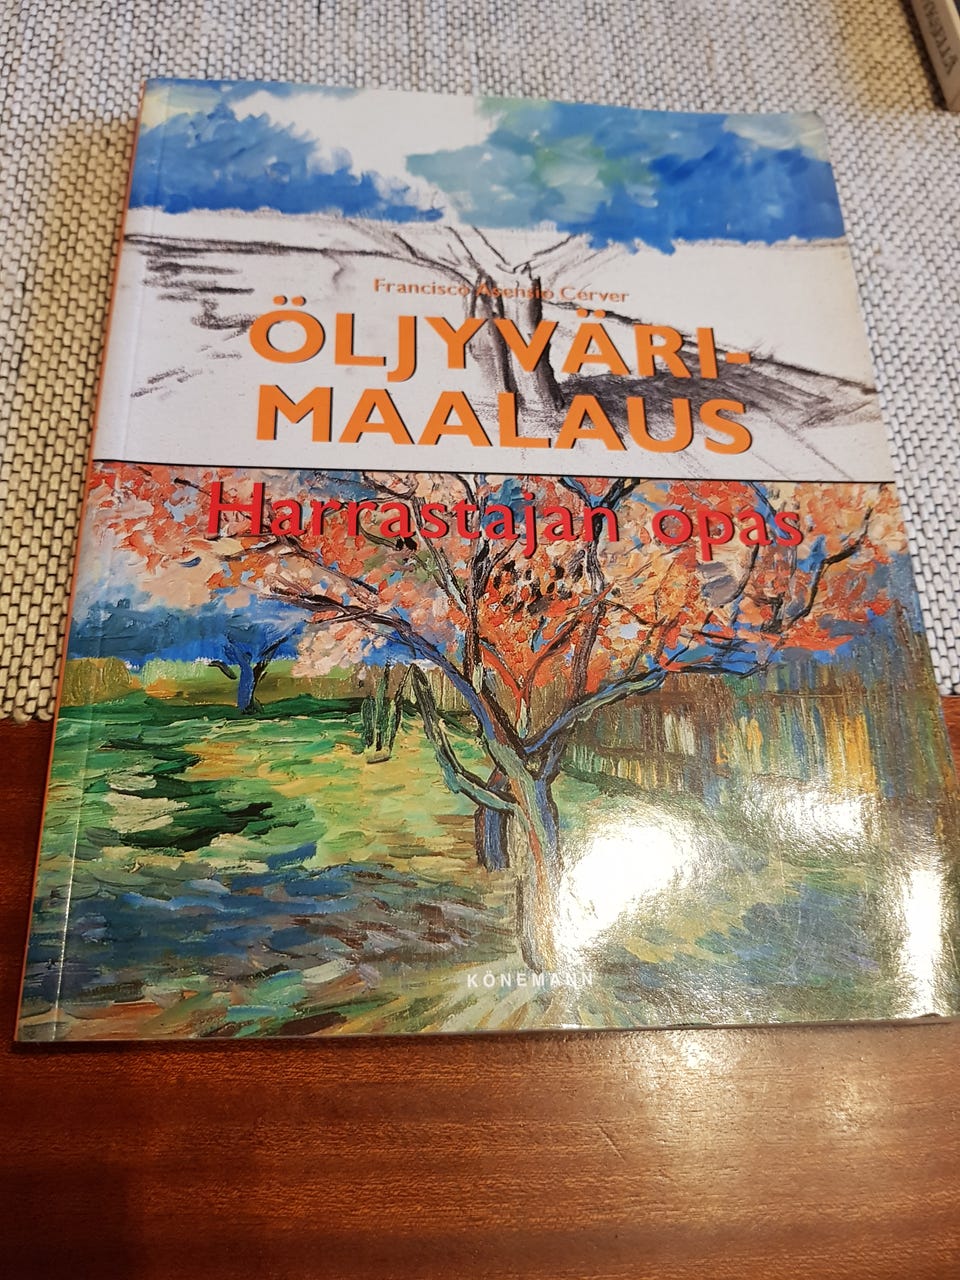 Francisco Asensio Cerver
ÖLJYVÄRI-
MAALAUS
Harrastajan opas
KÖNEMANN